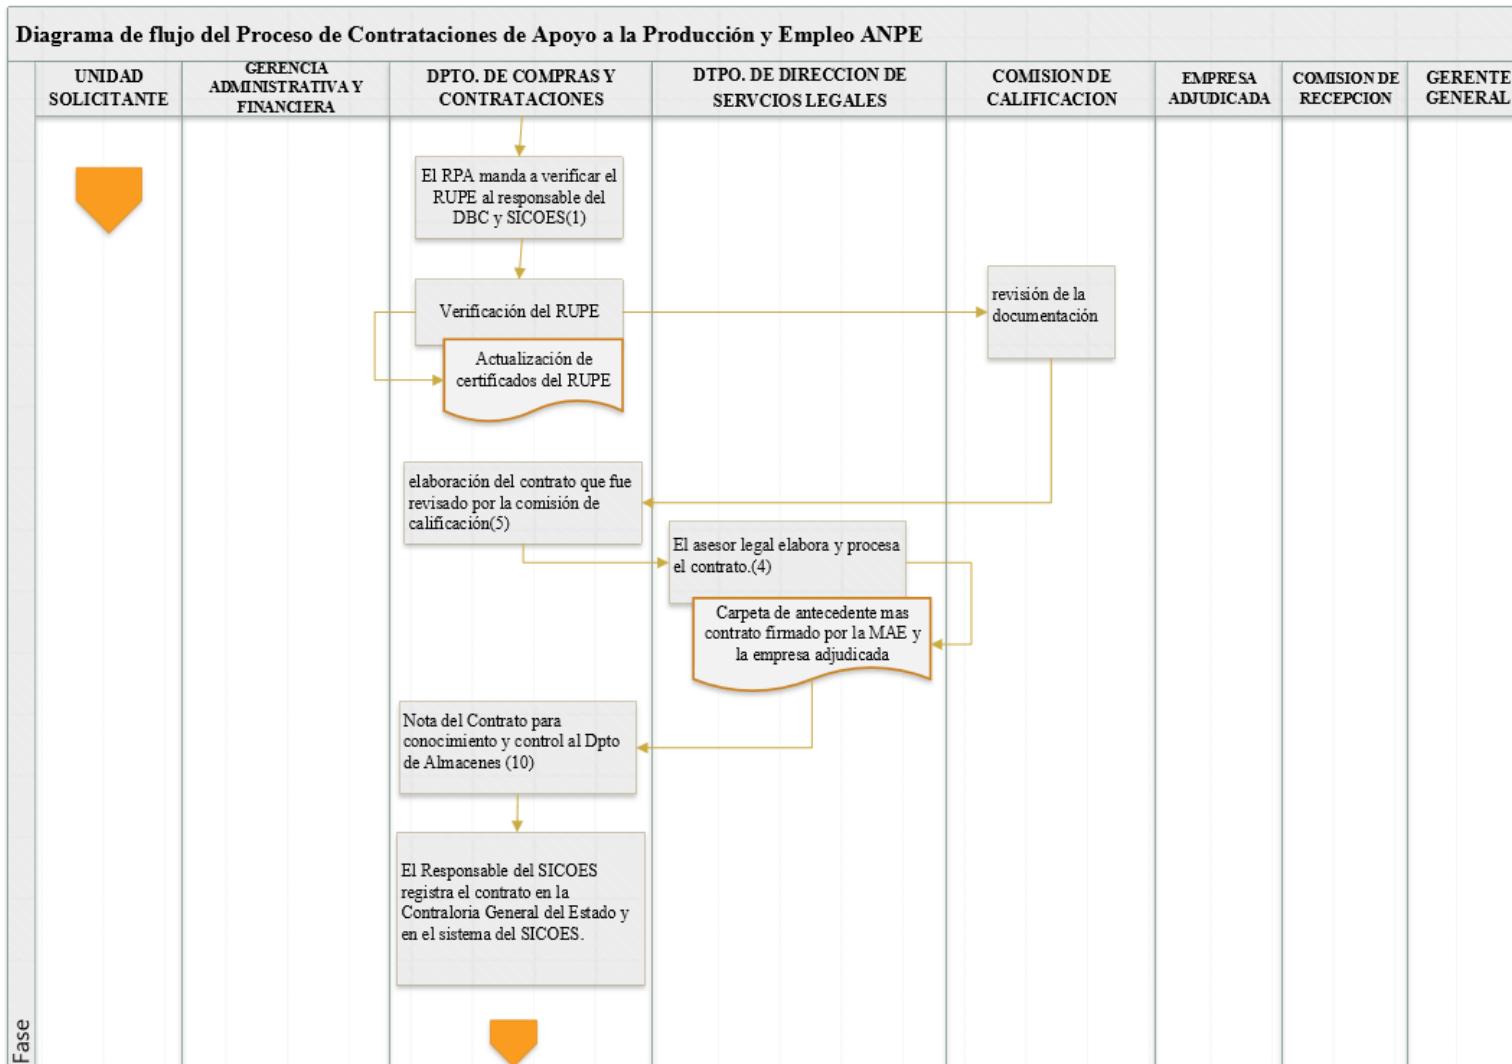 Diagrama de flujo del Proceso de Contrataciones de Apoyo a la Producción y Empleo ANPE
UNIDAD
SOLICITANTE
GERENCIA
ADMINISTRATIVA Y
FINANCIERA
DPTO. DE COMPRAS Y
CONTRATACIONES
DTPO. DE DIRECCION DE
SERVCIOS LEGALES
COMISION DE
CALIFICACION
EMPRESA
ADJUDICADA
COMISION DE
RECEPCION
GERENTE
GENERAL
El RPA manda a verificar el
RUPE al responsable del
DBC y SICOES(1)
Verificación del RUPE
revisión de la
documentación
Actualización de
certificados del RUPE
elaboración del contrato que fue
revisado por la comisión de
calificación(5)
El asesor legal elabora y procesa
el contrato.(4)
Carpeta de antecedente mas
contrato firmado por la MAE y
la empresa adjudicada
Nota del Contrato para
conocimiento y control al Dpto
de Almacenes (10)
El Responsable del SICOES
registra el contrato en la
Contraloria General del Estado y
en el sistema del SICOES.
Fase